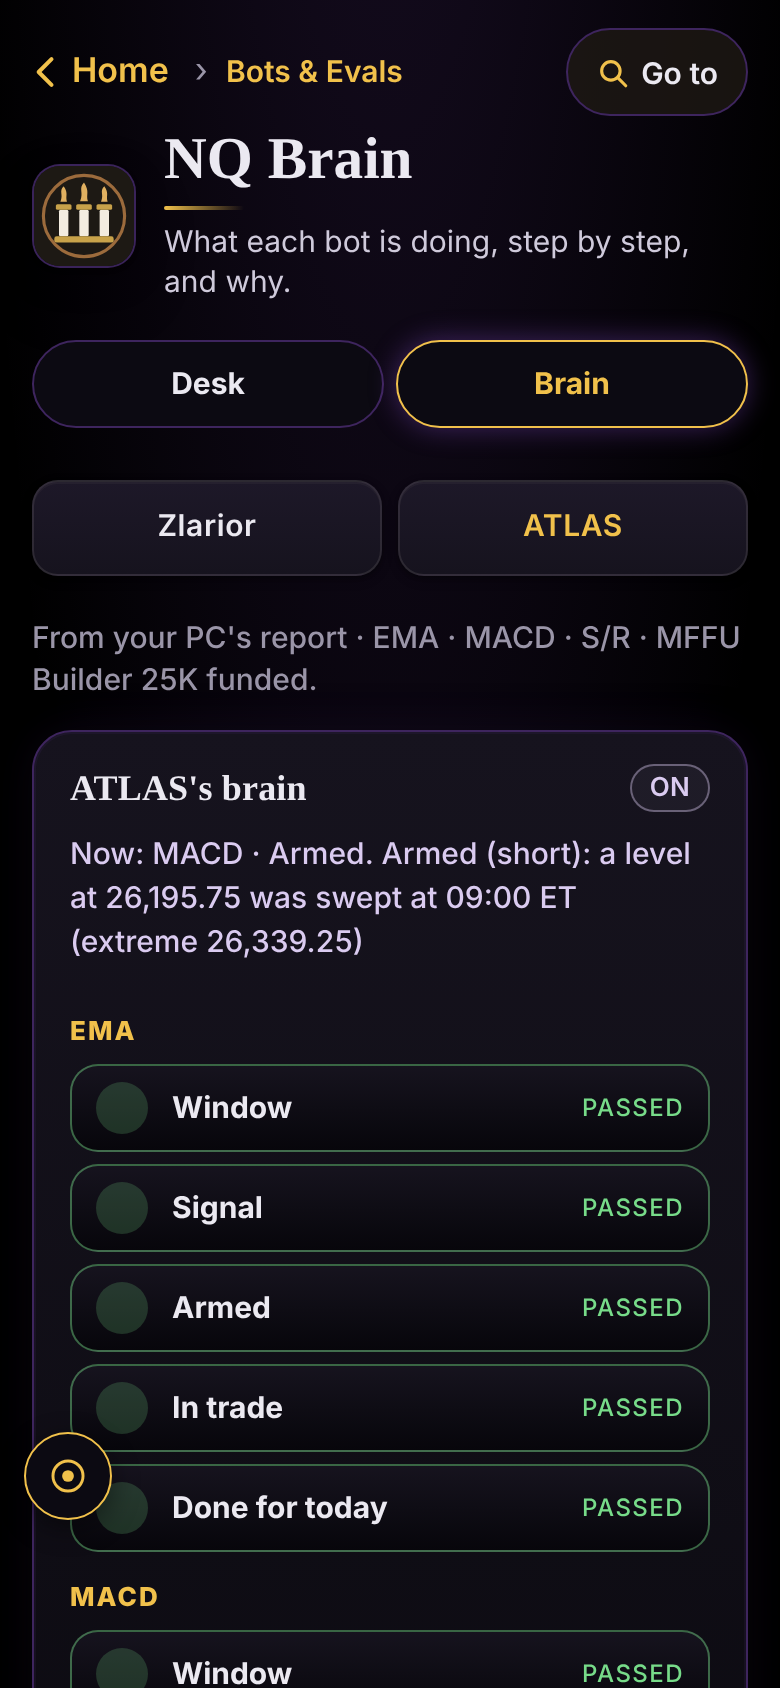 Home › Bots & Evals
Go to
NQ Brain
What each bot is doing, step by step,
and why.
Desk
Brain
Zlarior
ATLAS
From your PC's report · EMA · MACD · S/R · MFFU
Builder 25K funded.
ATLAS's brain
ON
Now: MACD · Armed. Armed (short): a level
at 26,195.75 was swept at 09:00 ET
(extreme 26,339.25)
EMA
Window PASSED
Signal PASSED
Armed PASSED
In trade PASSED
Done for today PASSED
MACD
Window PASSED